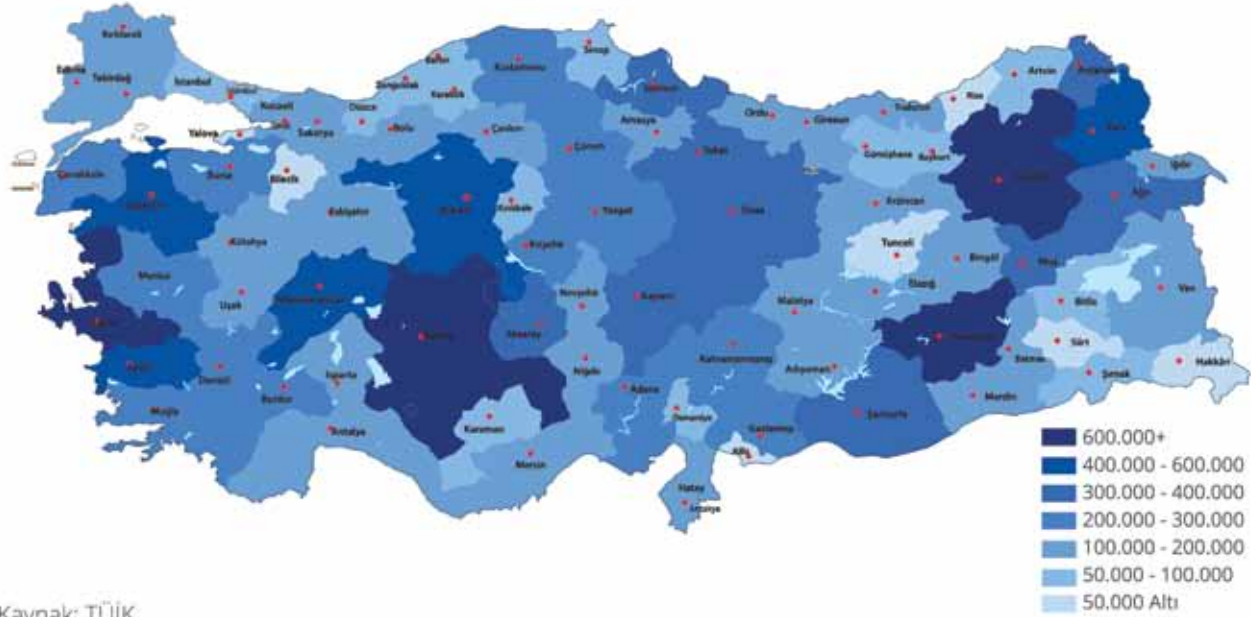 Kırklareli
Edirne
Tekirdağ
İstanbul
Kocaeli
Yalova
Sakarya
Düzce
Bolu
Zonguldak
Bartın
Karabük
Kastamonu
Sinop
Samsun
Çankırı
Çorum
Amasya
Tokat
Ordu
Giresun
Trabzon
Gümüşhane
Bayburt
Rize
Artvin
Ardahan
Kars
Iğdır
Ağrı
Çanakkale
Bursa
Bilecik
Eskişehir
Ankara
Kırıkkale
Yozgat
Sivas
Erzincan
Tunceli
Bingöl
Muş
Kütahya
Manisa
Uşak
Kırşehir
Nevşehir
Kayseri
Malatya
Elazığ
Bitlis
Van
Aksaray
Niğde
Kahramanmaraş
Adıyaman
Batman
Siirt
Şırnak
Hakkâri
Denizli
Burdur
Isparta
Muğla
Antalya
Karaman
Mersin
Adana
Osmaniye
Gaziantep
Kilis
Şanlıurfa
Mardin
Hatay
Antakya
600.000+
400.000 - 600.000
300.000 - 400.000
200.000 - 300.000
100.000 - 200.000
50.000 - 100.000
50.000 Altı
Kaynak: TÜİK